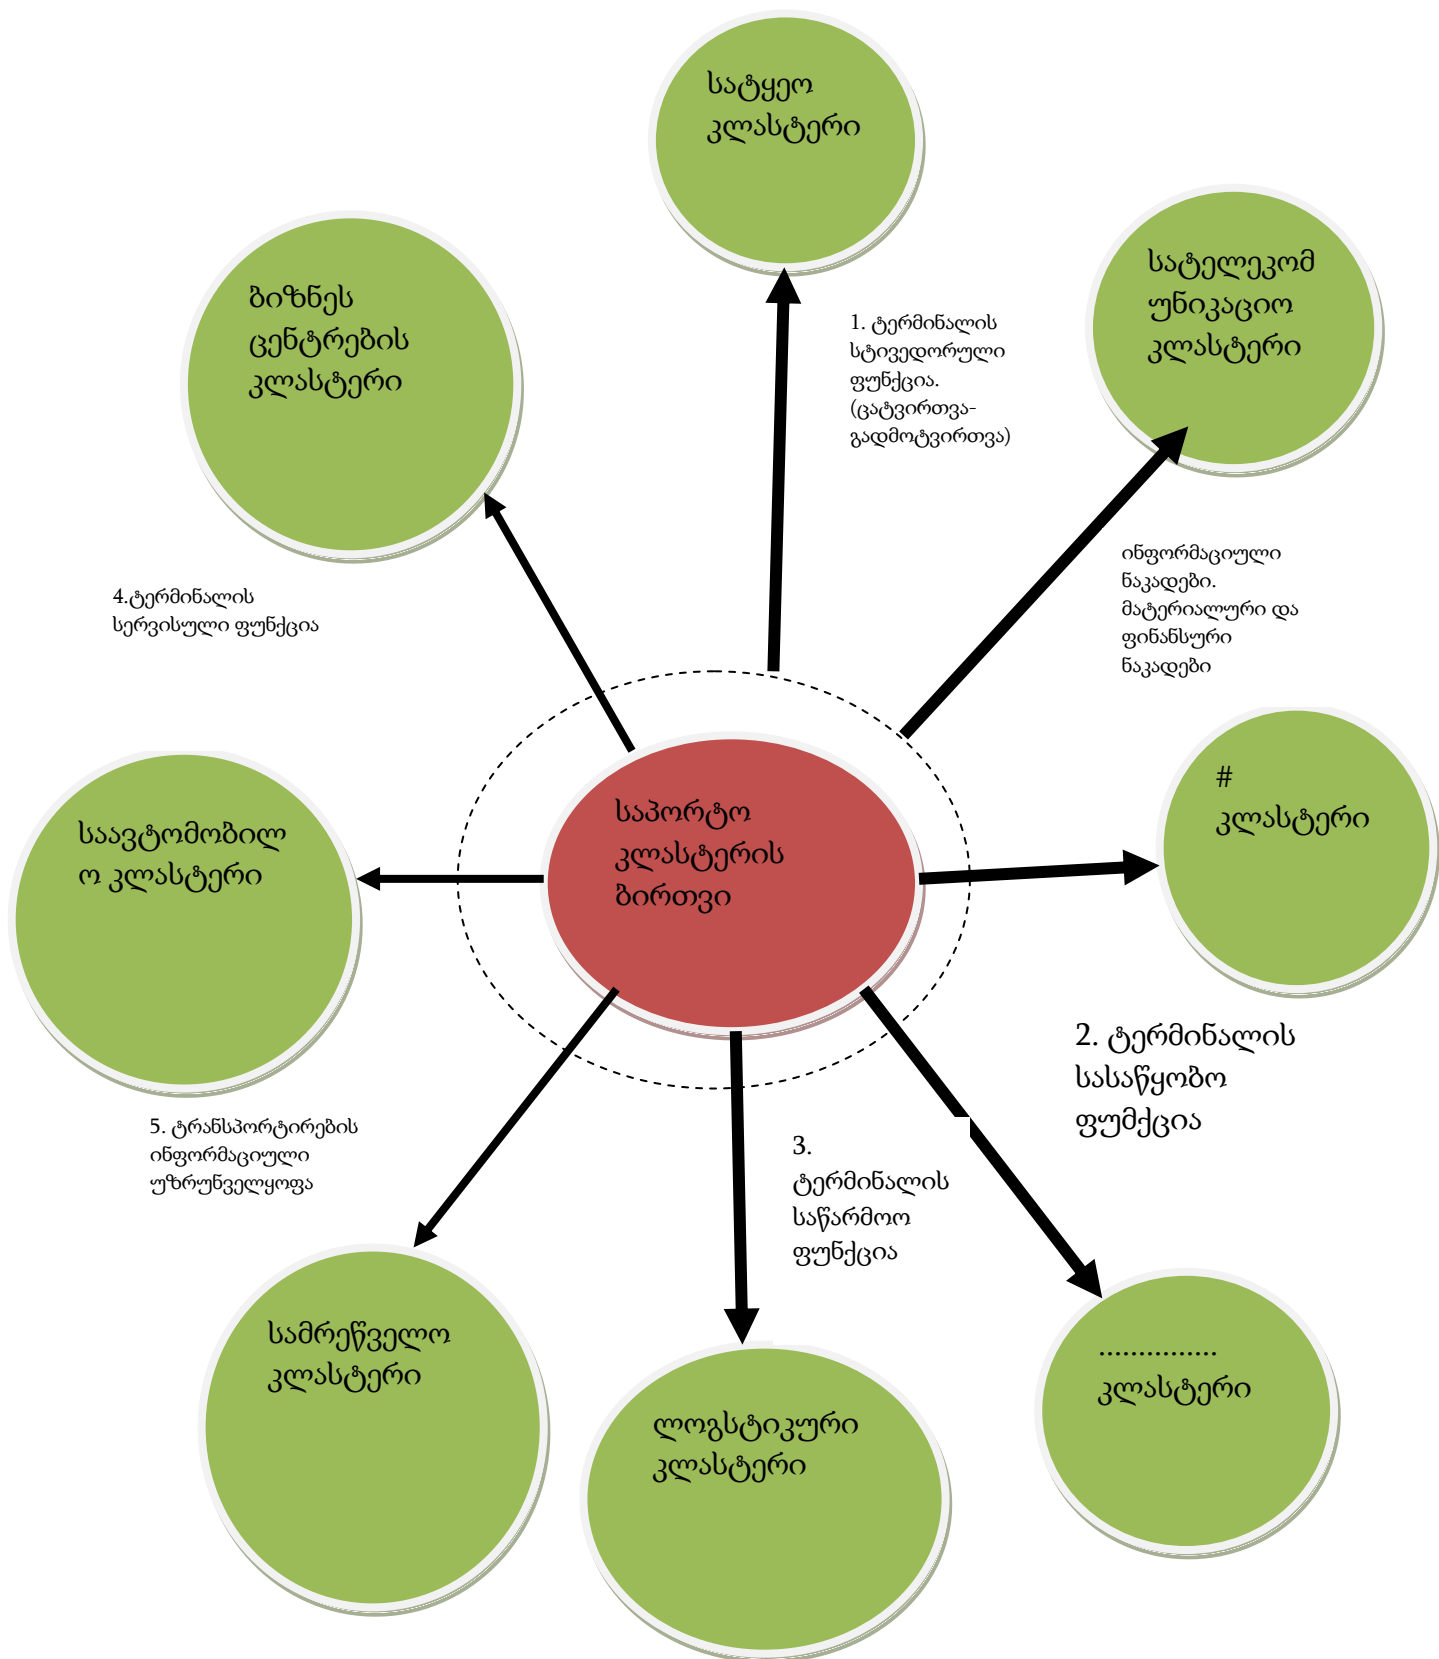 სატყეო
კლასტერი
სატელეკომ
უნიკაციო
კლასტერი
ბიზნეს
ცენტრების
კლასტერი
1. ტერმინალის
სტივედორული
ფუნქცია.
(ცატვირთვა-
გადმოტვირთვა)
ინფორმაციული
ნაკადები.
მატერიალური და
ფინანსური
ნაკადები
4.ტერმინალის
სერვისული ფუნქცია
#
კლასტერი
საპორტო
კლასტერის
ბირთვი
საავტომობილ
ო კლასტერი
2. ტერმინალის
სასაწყობო
ფუმქცია
5. ტრანსპორტირების
ინფორმაციული
უზრუნველყოფა
3.
ტერმინალის
საწარმოო
ფუნქცია
სამრეწველო
კლასტერი
...............
კლასტერი
ლოგსტიკური
კლასტერი